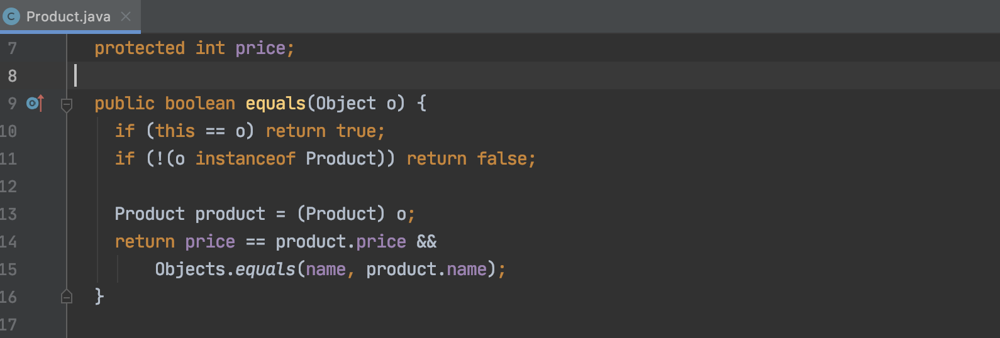 Product.java
7 protected int price;
8
9 public boolean equals(Object o) {
10 if (this == o) return true;
11 if (!(o instanceof Product)) return false;
12
13 Product product = (Product) o;
14 return price == product.price &&
15 Objects.equals(name, product.name);
16 }
17